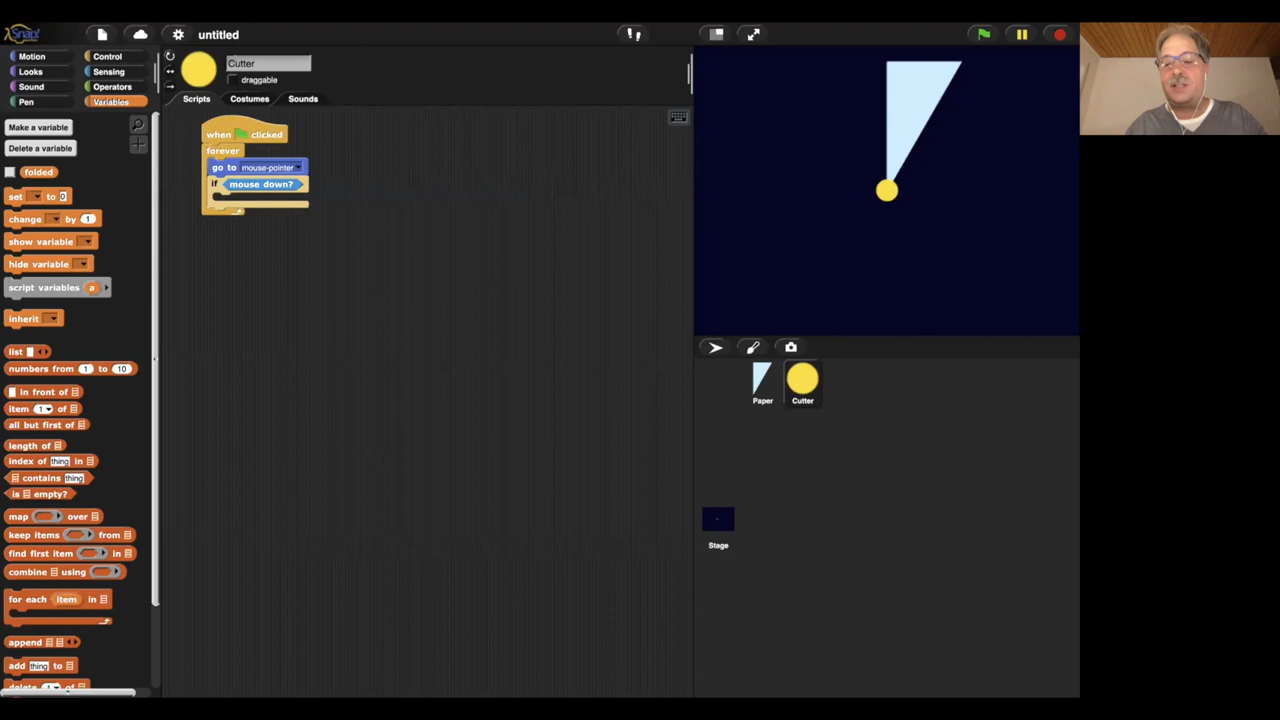 Snap!
untitled
Motion
Control
Looks
Sensing
Sound
Operators
Pen
Variables
Make a variable
Delete a variable
folded
set to 0
change by 1
show variable
hide variable
script variables a
inherit
list
numbers from 1 to 10
in front of
item 1 of
all but first of
length of
index of thing in
contains thing
is empty?
map over
keep items from
find first item in
combine using
for each item in
append
add thing to
delete 1 of
Cutter
draggable
Scripts
Costumes
Sounds
when clicked
forever
go to mouse-pointer
if mouse down?
Paper
Cutter
Stage